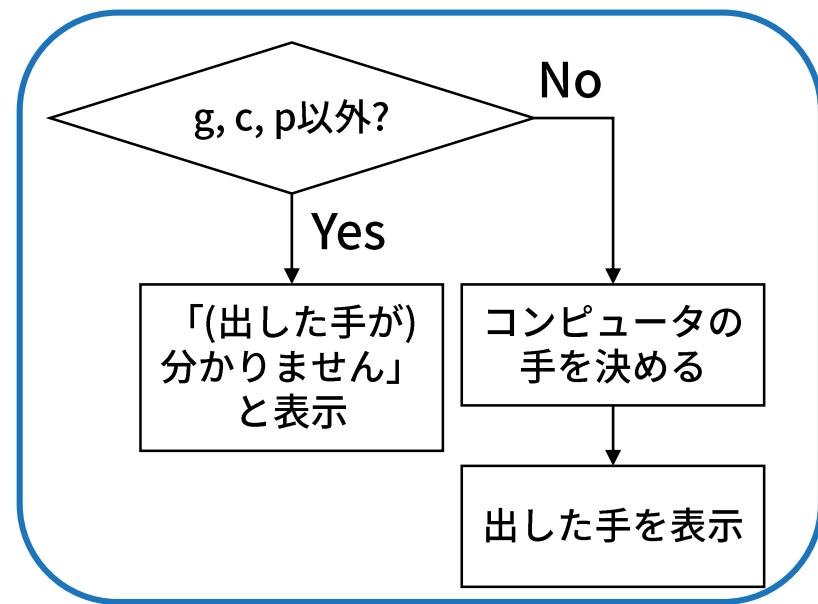 g, c, p以外?
No
Yes
「(出した手が)
分かりません」
と表示
コンピュータの
手を決める
出した手を表示